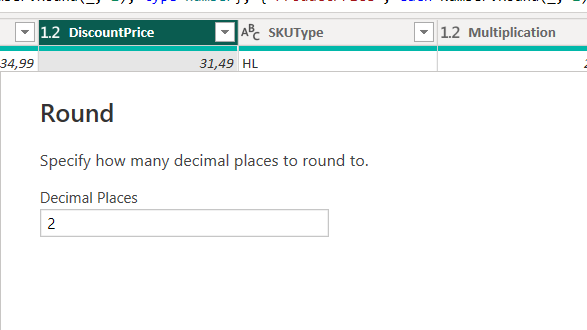 1.2 DiscountPrice ABC SKUType 1.2 Multiplication
34,99 31,49 HL
Round
Specify how many decimal places to round to.
Decimal Places
2